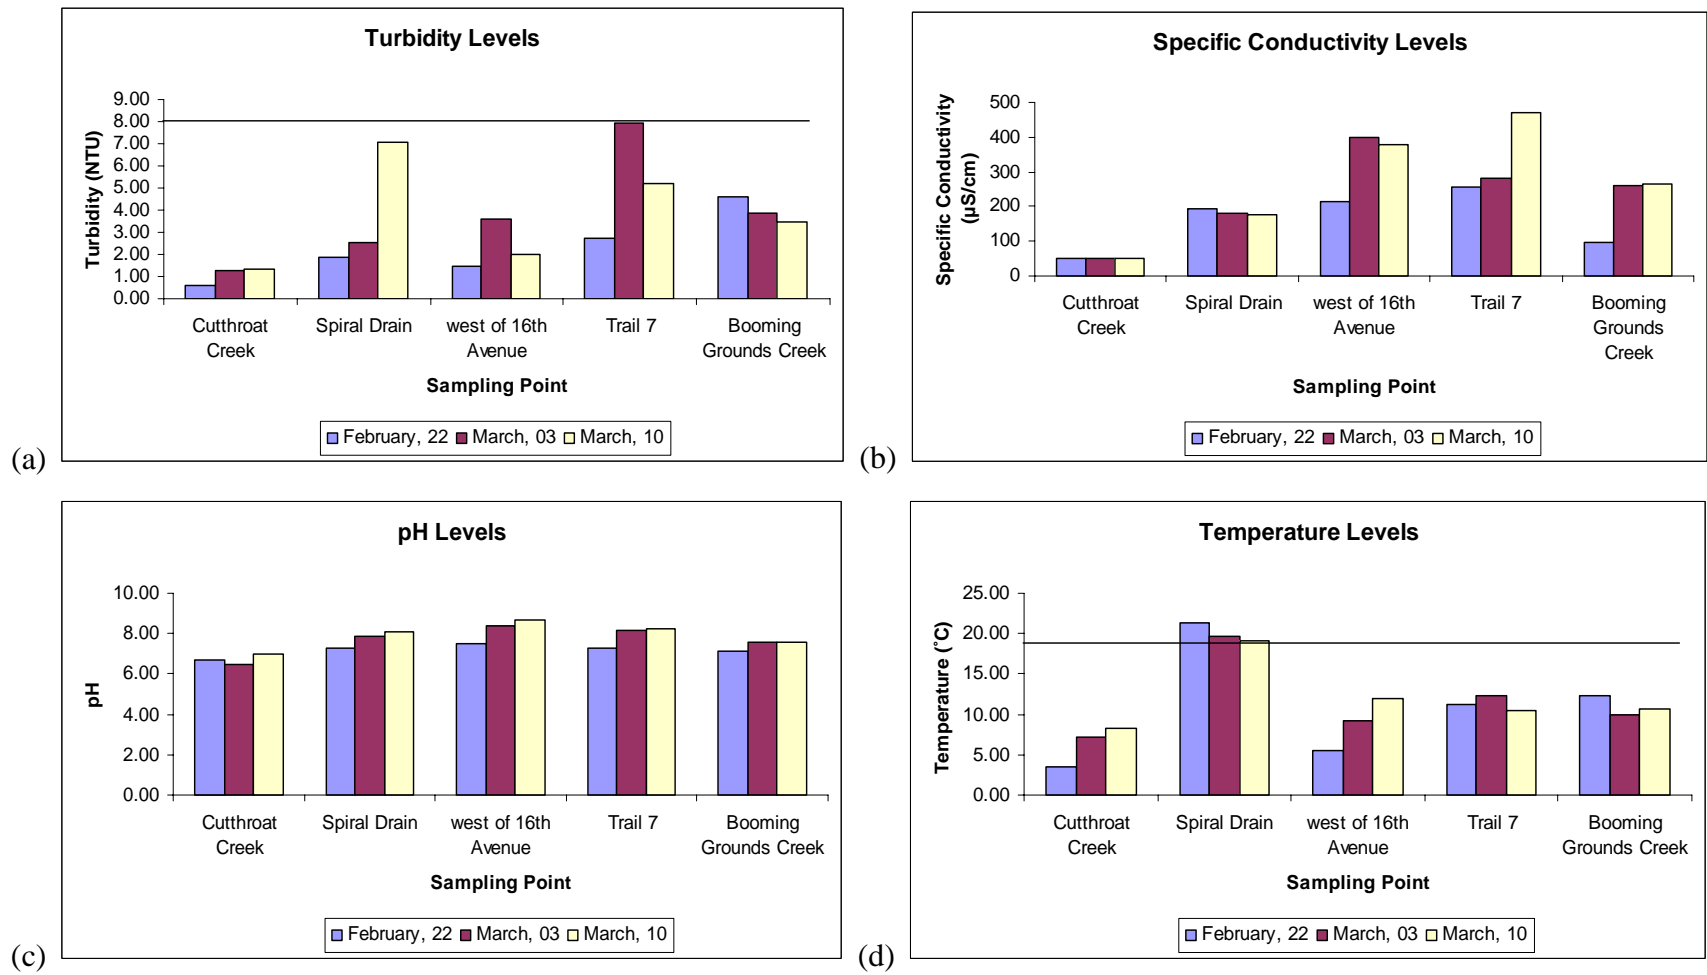 Turbidity Levels
9.00
8.00
7.00
6.00
5.00
4.00
3.00
2.00
1.00
0.00
Turbidity (NTU)
Cutthroat
Creek
Spiral Drain
west of 16th
Avenue
Trail 7
Booming
Grounds Creek
Sampling Point
February, 22 March, 03 March, 10
(a)
Specific Conductivity Levels
500
400
300
200
100
0
Specific Conductivity
(µS/cm)
Cutthroat
Creek
Spiral Drain
west of 16th
Avenue
Trail 7
Booming
Grounds
Creek
Sampling Point
February, 22 March, 03 March, 10
(b)
pH Levels
10.00
8.00
6.00
4.00
2.00
0.00
pH
Cutthroat
Creek
Spiral Drain
west of 16th
Avenue
Trail 7
Booming
Grounds Creek
Sampling Point
February, 22 March, 03 March, 10
(c)
Temperature Levels
25.00
20.00
15.00
10.00
5.00
0.00
Temperature (˚C)
Cutthroat
Creek
Spiral Drain
west of 16th
Avenue
Trail 7
Booming
Grounds Creek
Sampling Point
February, 22 March, 03 March, 10
(d)